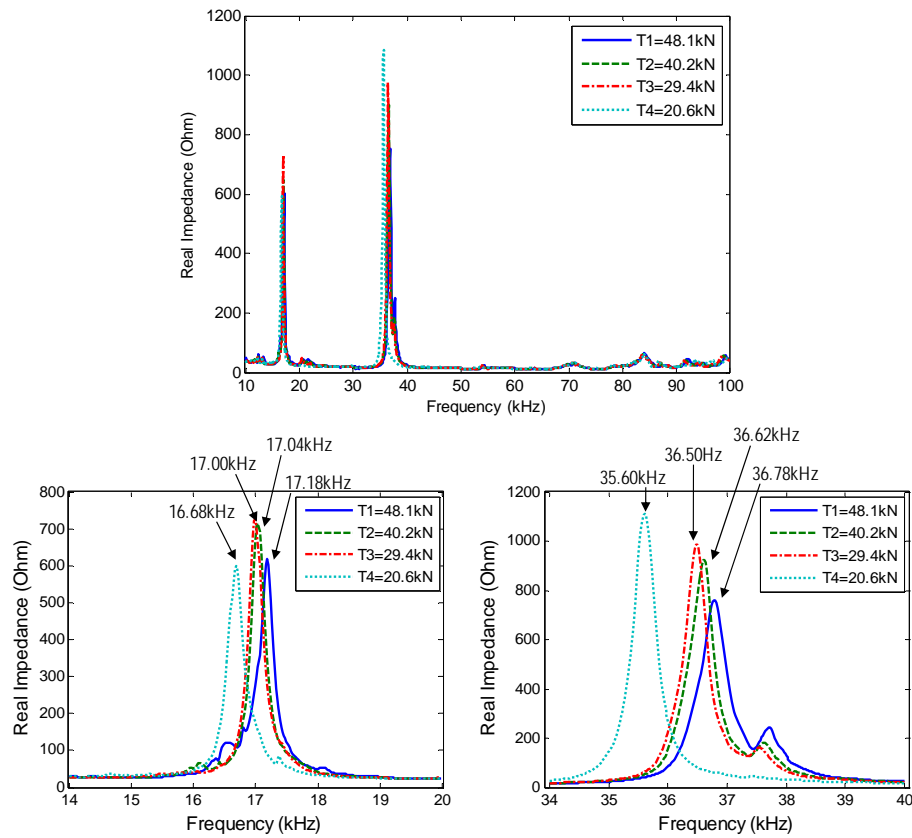 1200
1000
800
600
400
200
0
Real Impedance (Ohm)
10 20 30 40 50 60 70 80 90 100
Frequency (kHz)
T1=48.1kN
T2=40.2kN
T3=29.4kN
T4=20.6kN
17.04kHz
17.00kHz
17.18kHz
16.68kHz
800
700
600
500
400
300
200
100
0
Real Impedance (Ohm)
14 15 16 17 18 19 20
Frequency (kHz)
T1=48.1kN
T2=40.2kN
T3=29.4kN
T4=20.6kN
36.62kHz
36.50Hz
35.60kHz
36.78kHz
1200
1000
800
600
400
200
0
Real Impedance (Ohm)
34 35 36 37 38 39 40
Frequency (kHz)
T1=48.1kN
T2=40.2kN
T3=29.4kN
T4=20.6kN